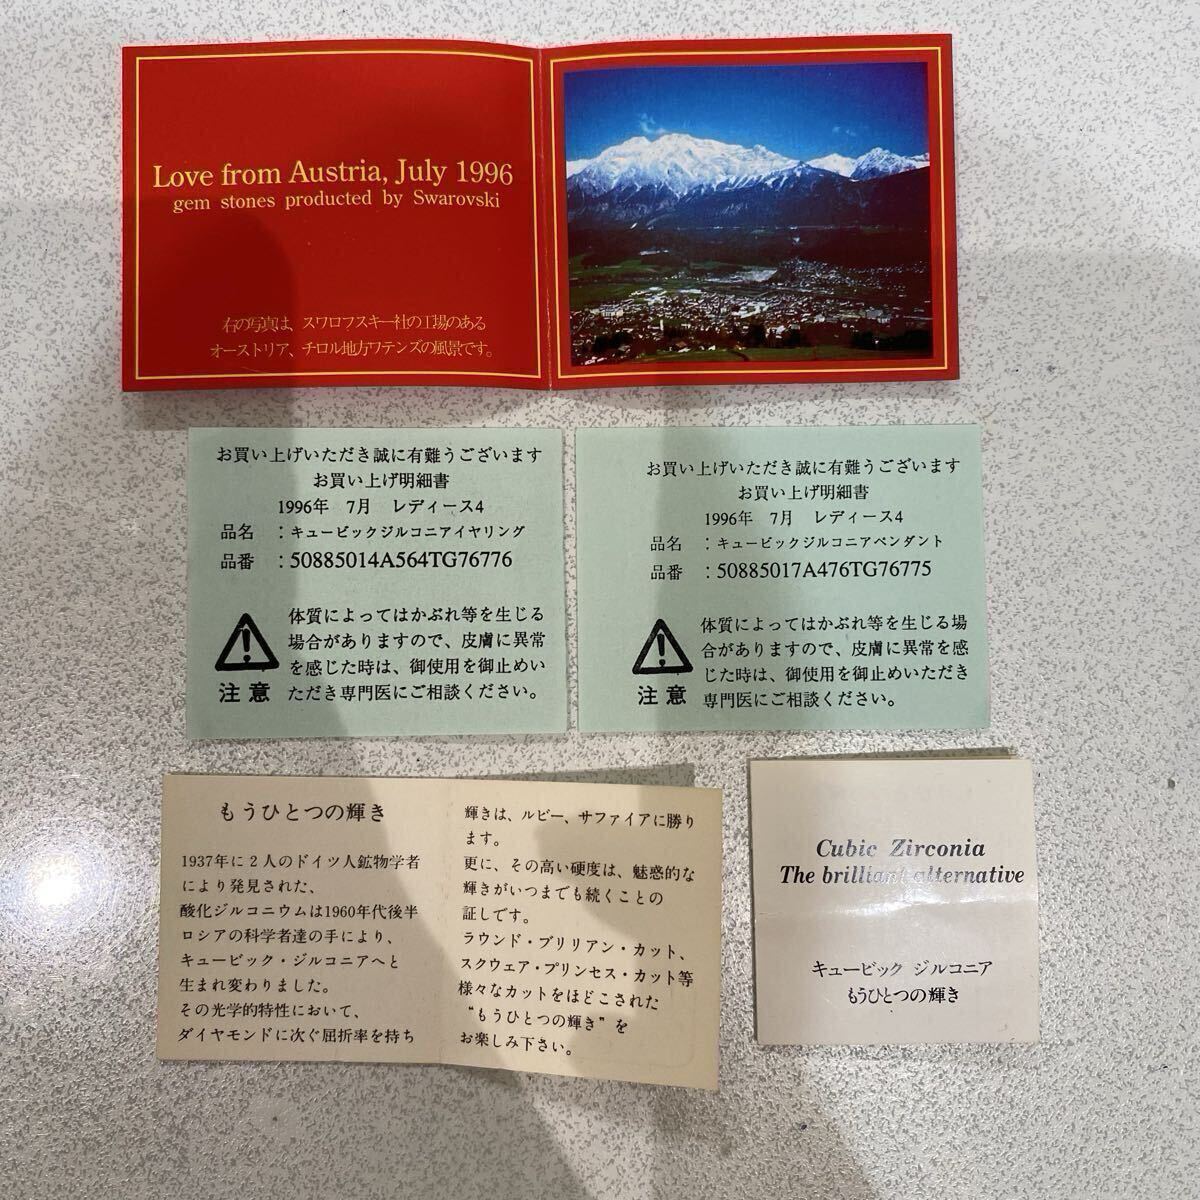 Love from Austria, July 1996
gem stones producted by Swarovski
右の写真は、スワロフスキー社の工場のある
オーストリア、チロル地方ワテンズの風景です。
お買い上げいただき誠に有難うございます
お買い上げ明細書
1996年 7月 レディース4
品名 :キュービックジルコニアイヤリング
品番 :50885014A564TG76776
体質によってはかぶれ等を生じる
場合がありますので、皮膚に異常
を感じた時は、御使用を御止めい
ただき専門医にご相談ください。
注意
お買い上げいただき誠に有難うございます
お買い上げ明細書
1996年 7月 レディース4
品名 :キュービックジルコニアペンダント
品番 :50885017A476TG76775
体質によってはかぶれ等を生じる場
合がありますので、皮膚に異常を感
じた時は、御使用を御止めいただき
専門医にご相談ください。
注意
もうひとつの輝き
1937年に2人のドイツ人鉱物学者
により発見された、
酸化ジルコニウムは1960年代後半
ロシアの科学者達の手により、
キュービック・ジルコニアへと
生まれ変わりました。
その光学的特性において、
ダイヤモンドに次ぐ屈折率を持ち
輝きは、ルビー、サファイアに勝り
ます。
更に、その高い硬度は、魅惑的な
輝きがいつまでも続くことの
証しです。
ラウンド・ブリリアン・カット、
スクウェア・プリンセス・カット等
様々なカットをほどこされた
“もうひとつの輝き”を
お楽しみ下さい。
Cubic Zirconia
The brilliant alternative
キュービック ジルコニア
もうひとつの輝き